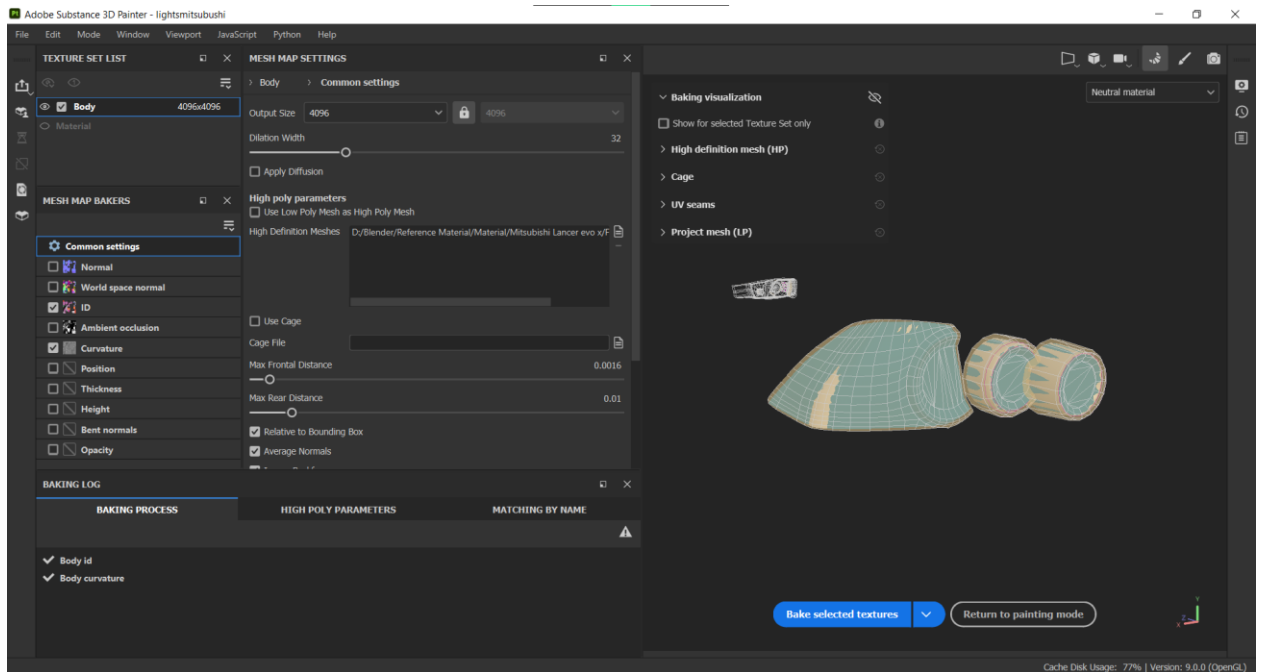 Adobe Substance 3D Painter - lightsmitsubushi
File Edit Mode Window Viewport JavaScript Python Help
TEXTURE SET LIST
Body 4096x4096
Material
MESH MAP BAKERS
Common settings
Normal
World space normal
ID
Ambient occlusion
Curvature
Position
Thickness
Height
Bent normals
Opacity
MESH MAP SETTINGS
> Body > Common settings
Output Size 4096 4096
Dilation Width 32
Apply Diffusion
High poly parameters
Use Low Poly Mesh as High Poly Mesh
High Definition Meshes D:/Blender/Reference Material/Material/Mitsubishi Lancer evo x/F
Use Cage
Cage File
Max Frontal Distance 0.0016
Max Rear Distance 0.01
Relative to Bounding Box
Average Normals
BAKING LOG
BAKING PROCESS HIGH POLY PARAMETERS MATCHING BY NAME
Body id
Body curvature
Baking visualization
Show for selected Texture Set only
High definition mesh (HP)
Cage
UV seams
Project mesh (LP)
Neutral material
Bake selected textures Return to painting mode
Y
Z
X
Cache Disk Usage: 77% | Version: 9.0.0 (OpenGL)